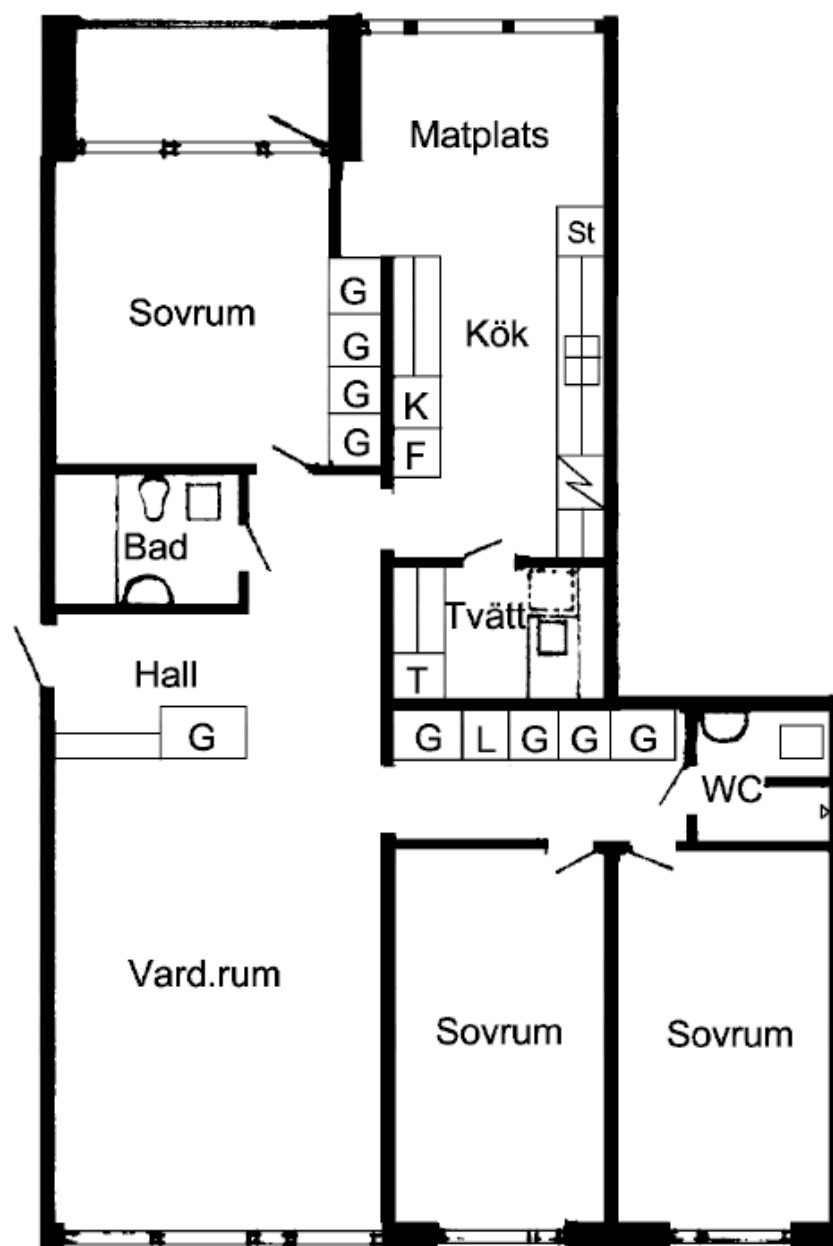 Matplats
St
Sovrum
G
G
G
G
Kök
K
F
Bad
Tvätt
T
Hall
G
G L G G G
WC
Vard.rum
Sovrum
Sovrum